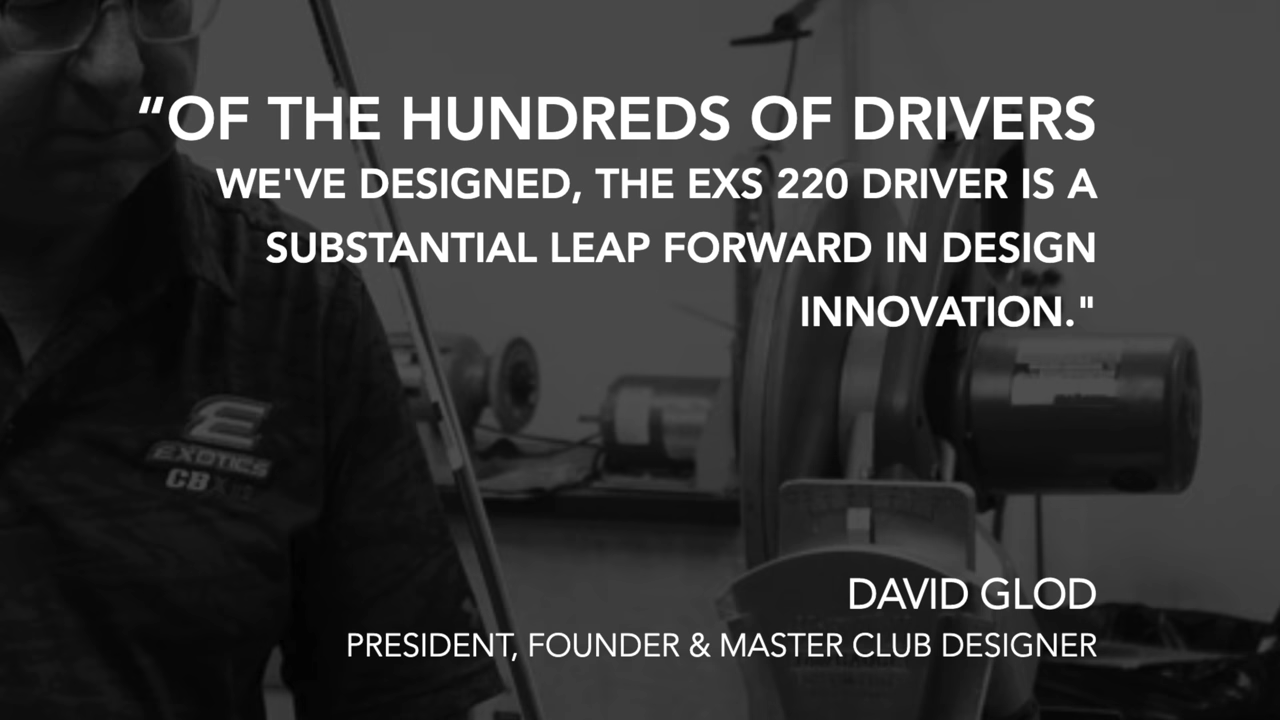 “OF THE HUNDREDS OF DRIVERS
WE'VE DESIGNED, THE EXS 220 DRIVER IS A
SUBSTANTIAL LEAP FORWARD IN DESIGN
INNOVATION."
EXOTICS
CB
DAVID GLOD
PRESIDENT, FOUNDER & MASTER CLUB DESIGNER